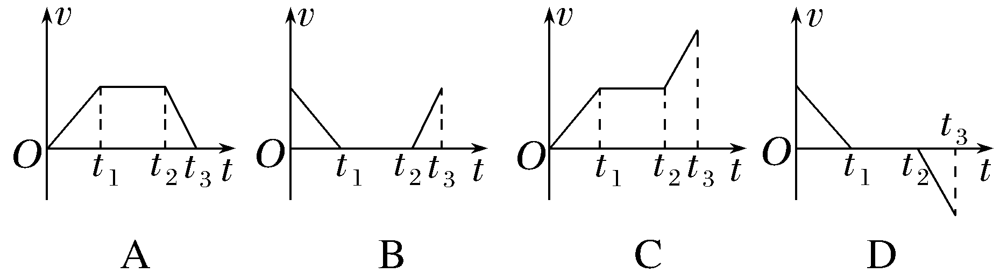 v v v v
t₃
O O O O
t₁ t₂ t₃ t t₁ t₂ t₃ t t₁ t₂ t₃ t t₁ t₂ t
A B C D